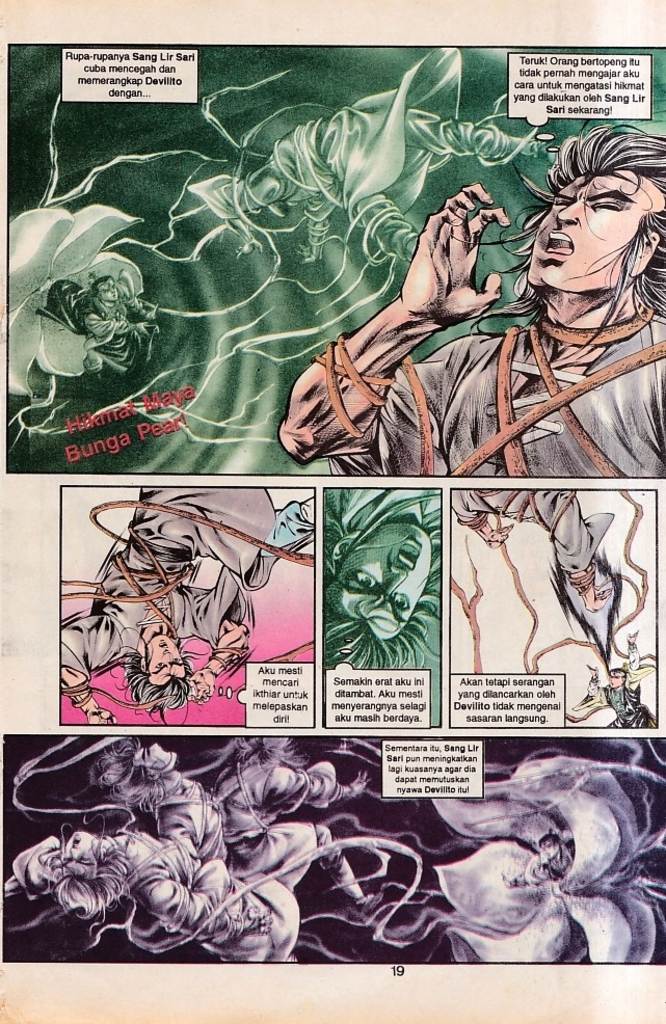 Rupa-rupanya Sang Lir Sari
cuba mencegah dan
memerangkap Devilito
dengan...
Teruk! Orang bertopeng itu
tidak pernah mengajar aku
cara untuk mengatasi hikmat
yang dilakukan oleh Sang Lir
Sari sekarang!
Hikmat Maya
Bunga Pear!
Aku mesti
mencari
ikthiar untuk
melepaskan
diri!
Semakin erat aku ini
ditambat. Aku mesti
menyerangnya selagi
aku masih berdaya.
Akan tetapi serangan
yang dilancarkan oleh
Devilito tidak mengenai
sasaran langsung.
Sementara itu, Sang Lir
Sari pun meningkatkan
lagi kuasanya agar dia
dapat memutuskan
nyawa Devilito itu!
19